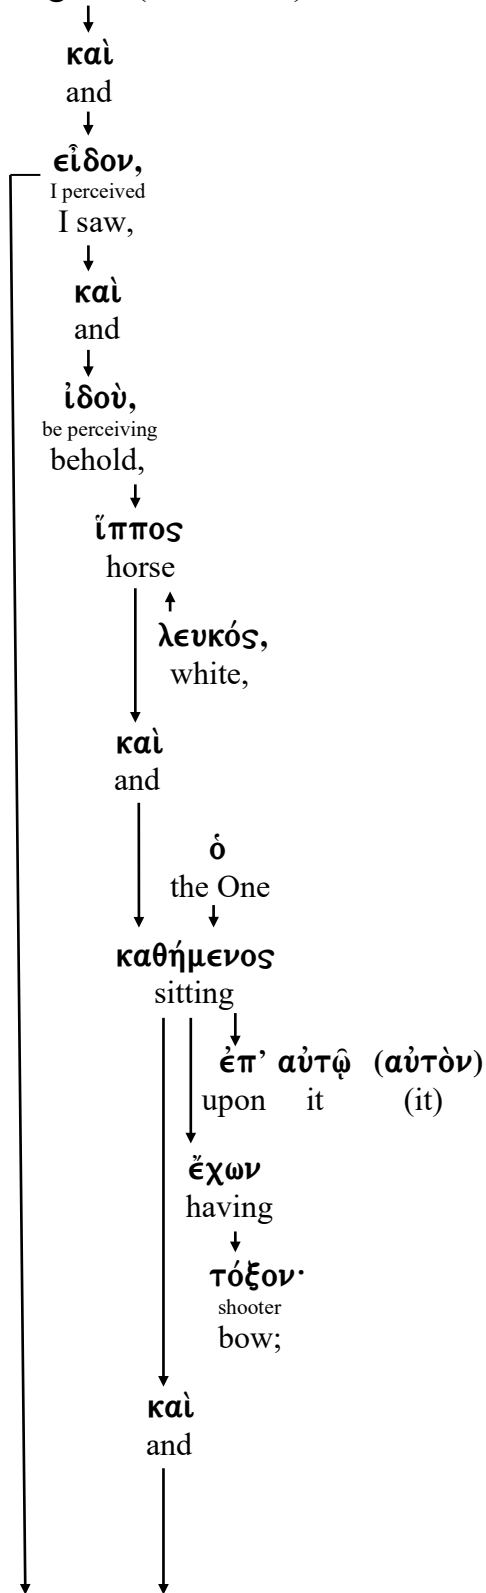 καὶ
and
εἶδον,
I perceived
I saw,
καὶ
and
ἰδοὺ,
be perceiving
behold,
ἵππος
horse
λευκός,
white,
καὶ
and
ὁ
the One
καθήμενος
sitting
ἐπ’ αὐτῷ (αὐτὸν)
upon it (it)
ἔχων
having
τόξον·
shooter
bow;
καὶ
and